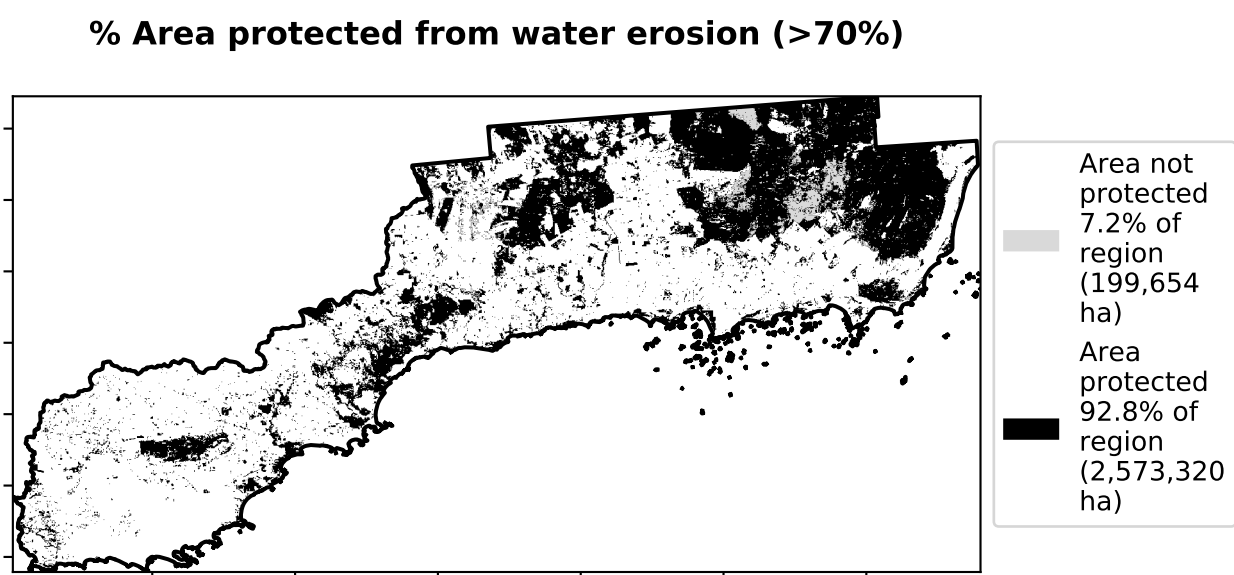 % Area protected from water erosion (>70%)
Area not
protected
7.2% of
region
(199,654
ha)
Area
protected
92.8% of
region
(2,573,320
ha)